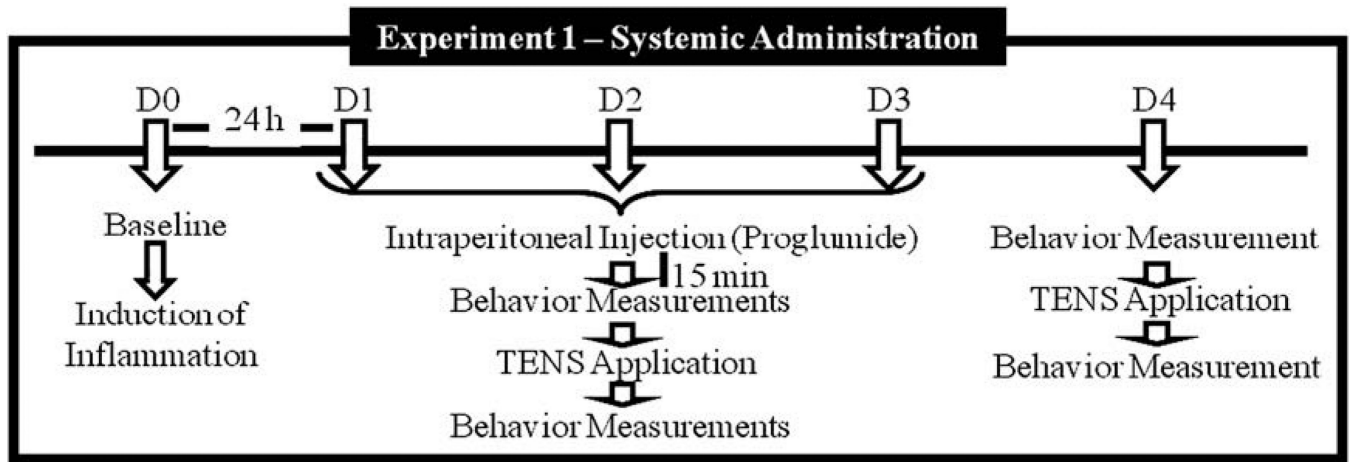 Experiment 1 – Systemic Administration
D0 24h D1 D2 D3 D4
Baseline
Induction of
Inflammation
Intraperitoneal Injection (Proglumide)
15 min
Behavior Measurements
TENS Application
Behavior Measurements
Behavior Measurement
TENS Application
Behavior Measurement